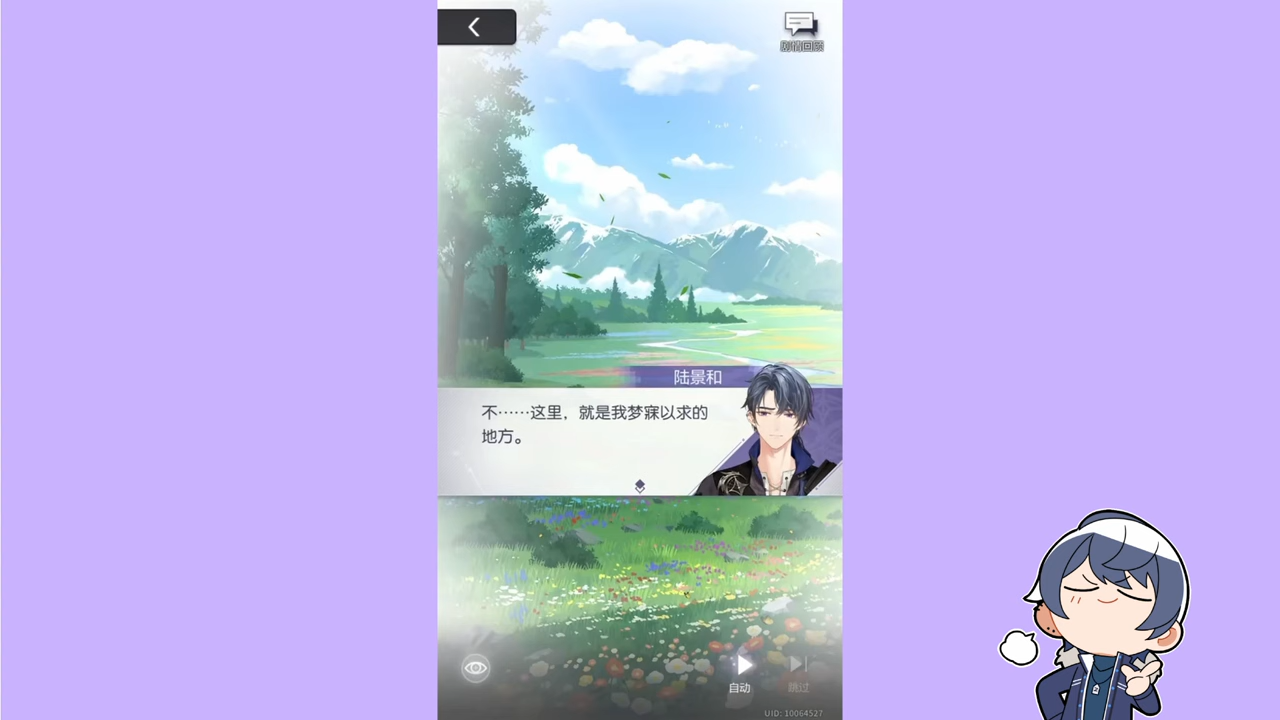 剧情回顾
陆景和
不……这里，就是我梦寐以求的
地方。
自动
跳过
UID: 10064527